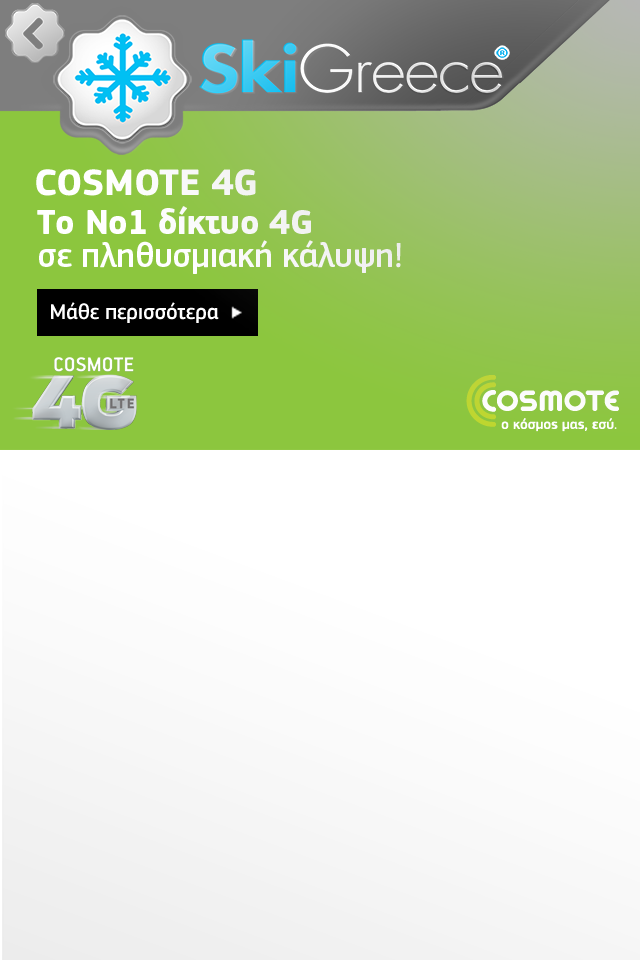 SkiGreece®
COSMOTE 4G
Το Νο1 δίκτυο 4G
σε πληθυσμιακή κάλυψη!
Μάθε περισσότερα
COSMOTE
4G LTE
COSMOTE
ο κόσμος μας, εσύ.